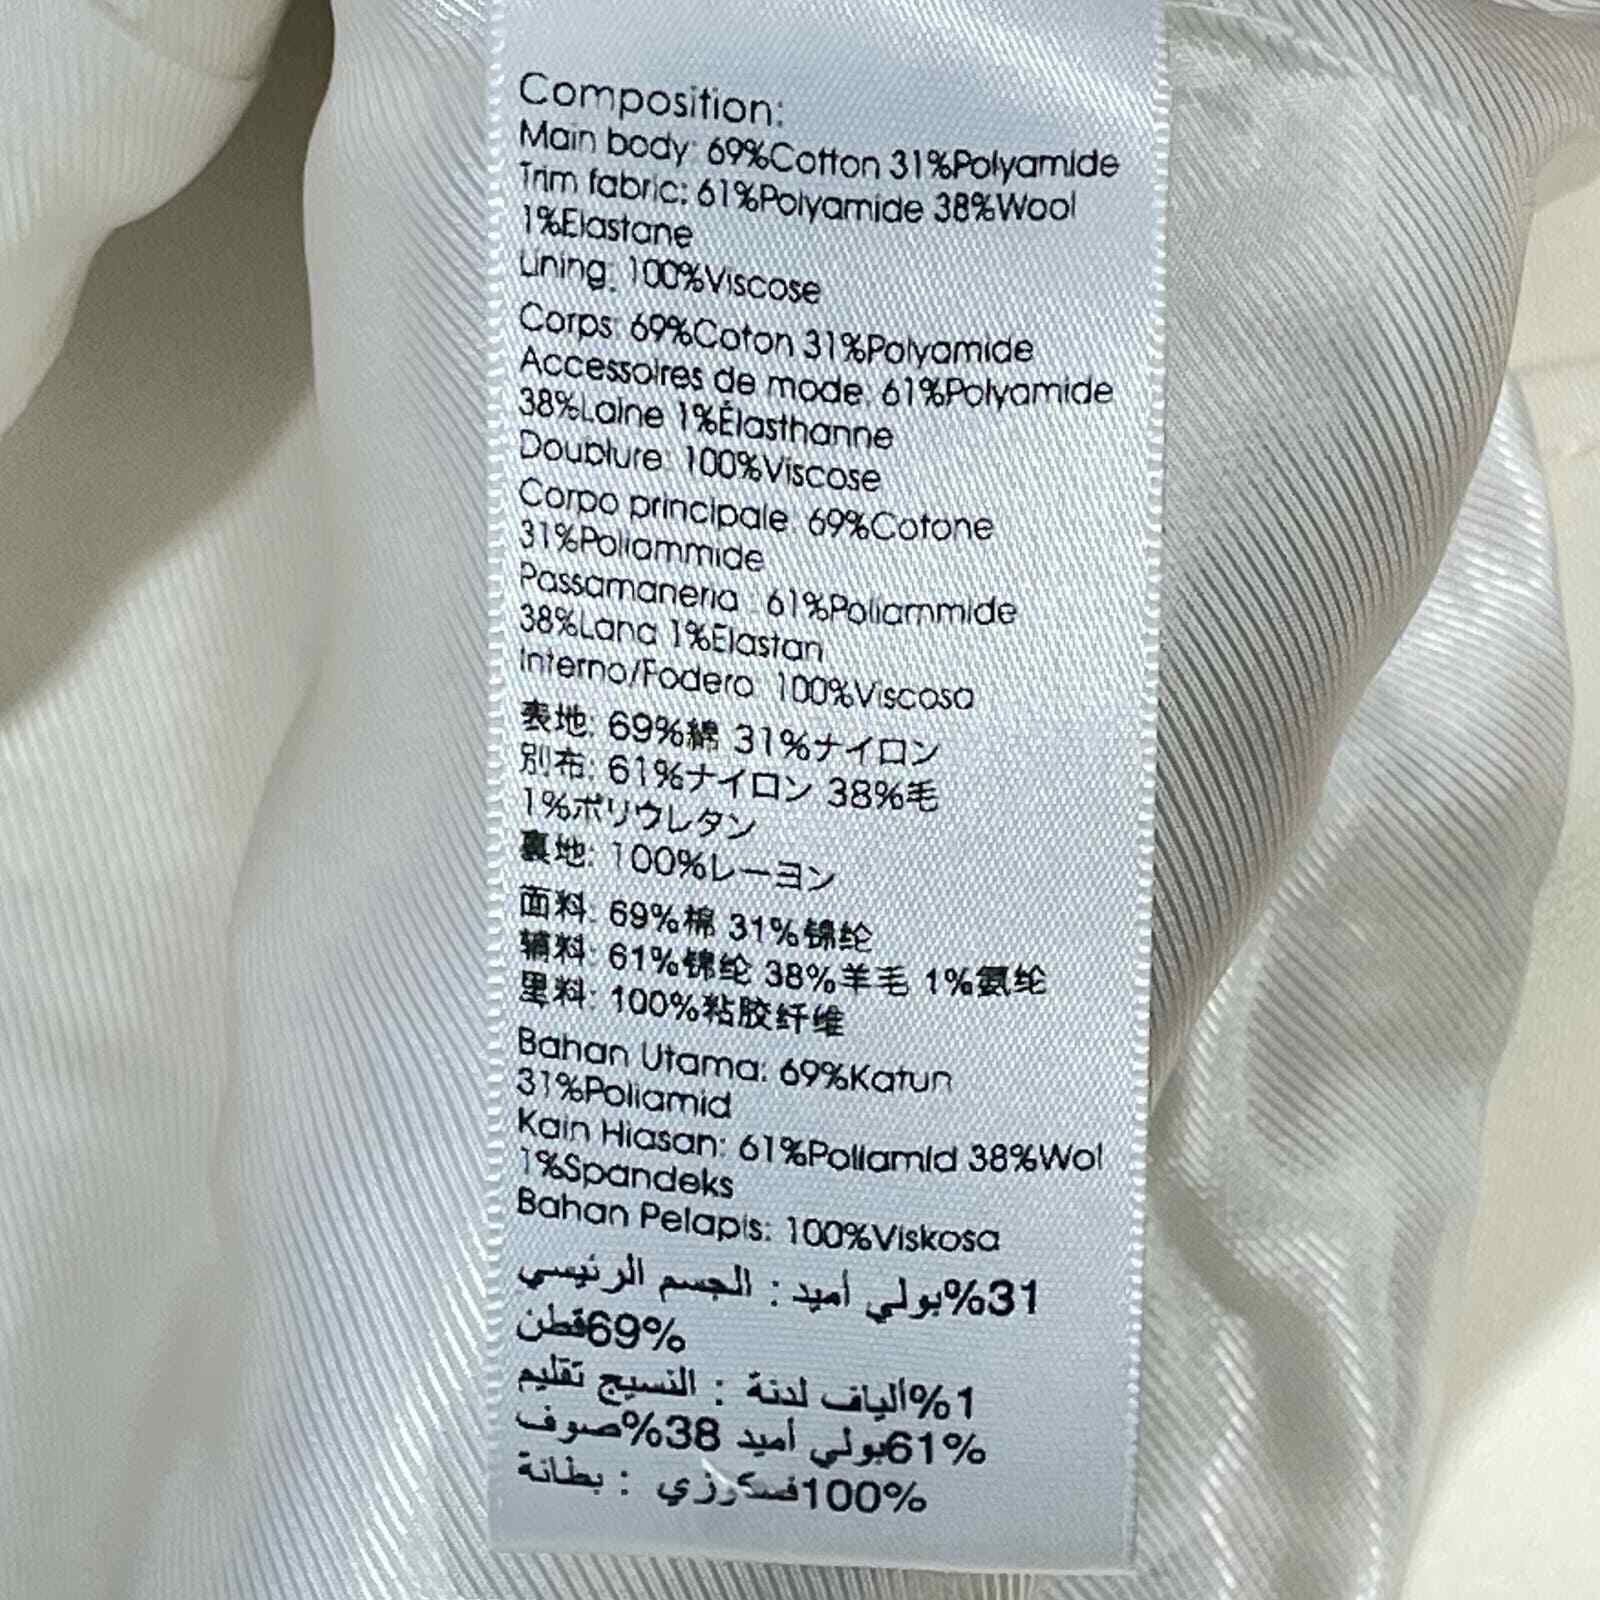 Composition:
Main body: 69%Cotton 31%Polyamide
Trim fabric: 61%Polyamide 38%Wool
1%Elastane
Lining: 100%Viscose
Corps: 69%Coton 31%Polyamide
Accessoires de mode: 61%Polyamide
38%Laine 1%Élasthanne
Doublure: 100%Viscose
Corpo principale: 69%Cotone
31%Poliammide
Passamaneria : 61%Poliammide
38%Lana 1%Elastan
Interno/Fodero: 100%Viscosa
表地: 69%綿 31%ナイロン
別布: 61%ナイロン 38%毛
1%ポリウレタン
裏地: 100%レーヨン
面料: 69%棉 31%锦纶
辅料: 61%锦纶 38%羊毛 1%氨纶
里料: 100%粘胶纤维
Bahan Utama: 69%Katun
31%Poliamid
Kain Hiasan: 61%Poliamid 38%Wol
1%Spandeks
Bahan Pelapis: 100%Viskosa
31%بولي أميد : الجسم الرئيسي
69%قطن
1%ألياف لدنة : النسيج تقليم
61%بولي أميد 38%صوف
100%فسكوزي : بطانة